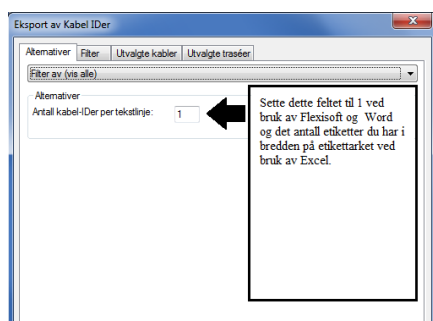 Eksport av Kabel IDer
Alternativer Filter Utvalgte kabler Utvalgte traséer
Filter av (vis alle)
Alternativer
Antall kabel-IDer per tekstlinje: 1
Sette dette feltet til 1 ved
bruk av Flexisoft og Word
og det antall etiketter du har i
bredden på etikettarket ved
bruk av Excel.